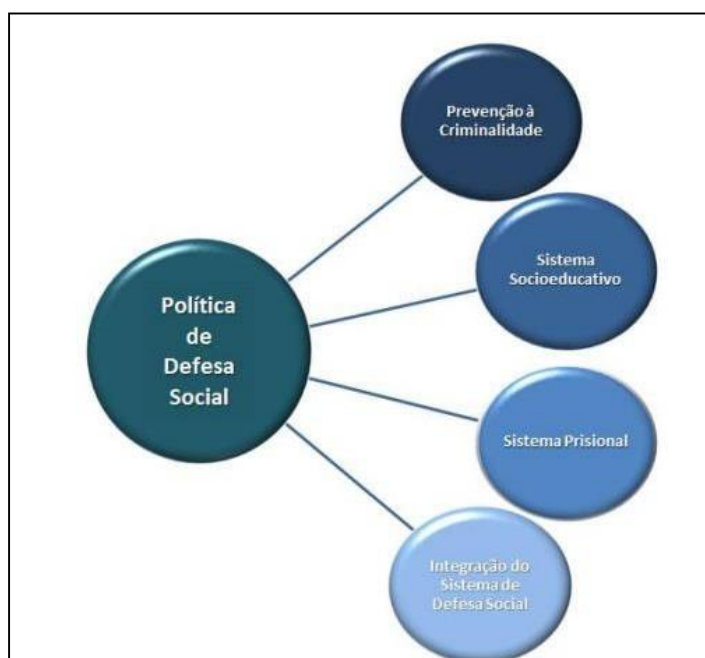 Prevenção à
Criminalidade
Sistema
Socioeducativo
Política
de
Defesa
Social
Sistema Prisional
Integração do
Sistema de
Defesa Social